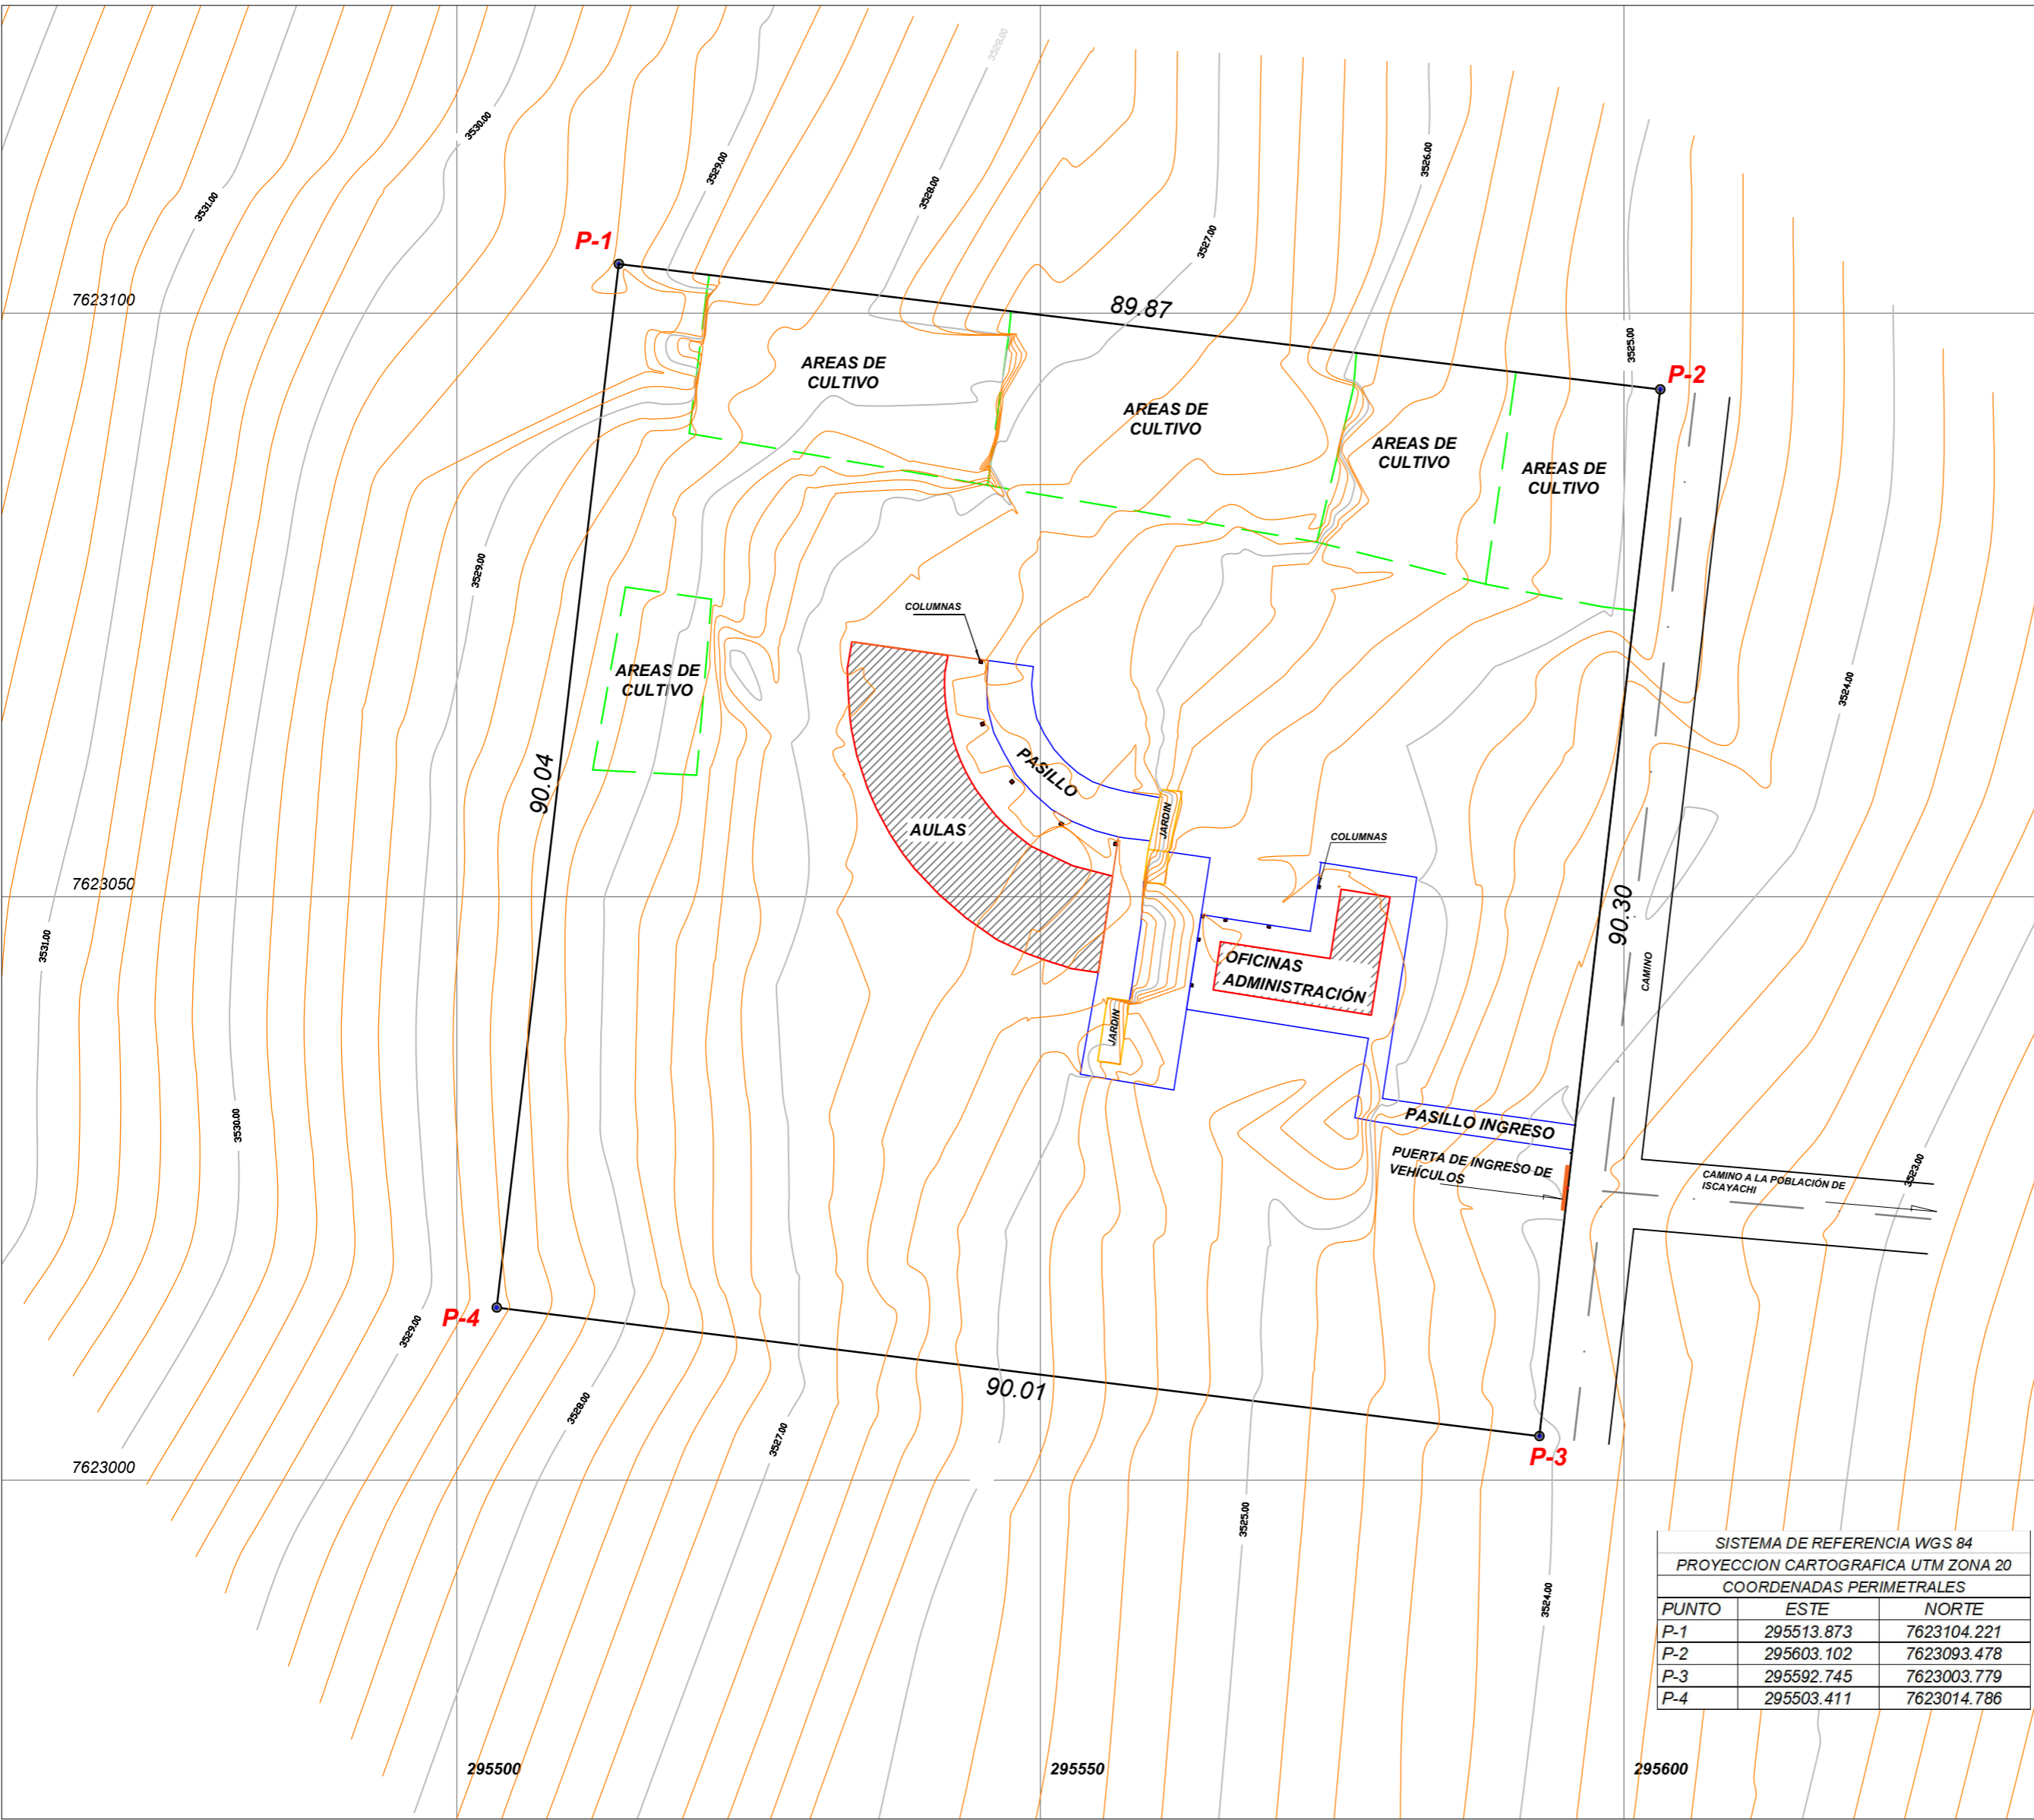 3528.00
3530.00
3529.00
3526.00
3531.00
3528.00
3527.00
P-1
7623100
89.87
3525.00
P-2
AREAS DE
CULTIVO
AREAS DE
CULTIVO
AREAS DE
CULTIVO
AREAS DE
CULTIVO
3529.00
COLUMNAS
AREAS DE
CULTIVO
3524.00
90.04
PASILLO
JARDIN
AULAS
COLUMNAS
7623050
90.30
3531.00
OFICINAS
ADMINISTRACIÓN
CAMINO
JARDIN
3530.00
PASILLO INGRESO
PUERTA DE INGRESO DE
VEHÍCULOS
CAMINO A LA POBLACIÓN DE
ISCAYACHI
3523.00
P-4
3529.00
90.01
3528.00
3527.00
P-3
7623000
3525.00
3524.00
SISTEMA DE REFERENCIA WGS 84
PROYECCION CARTOGRAFICA UTM ZONA 20
COORDENADAS PERIMETRALES
PUNTO ESTE NORTE
P-1 295513.873 7623104.221
P-2 295603.102 7623093.478
P-3 295592.745 7623003.779
P-4 295503.411 7623014.786
295500
295550
295600